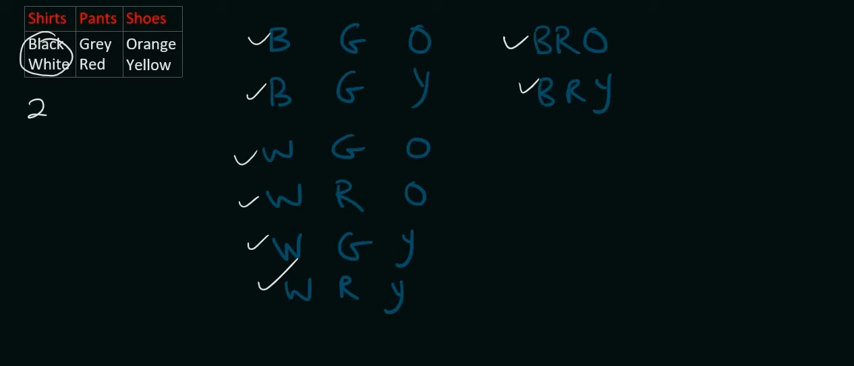 Shirts Pants Shoes
Black Grey Orange
White Red Yellow
2
B G O
B G y
W G O
W R O
W G y
W R y
BRO
BRY